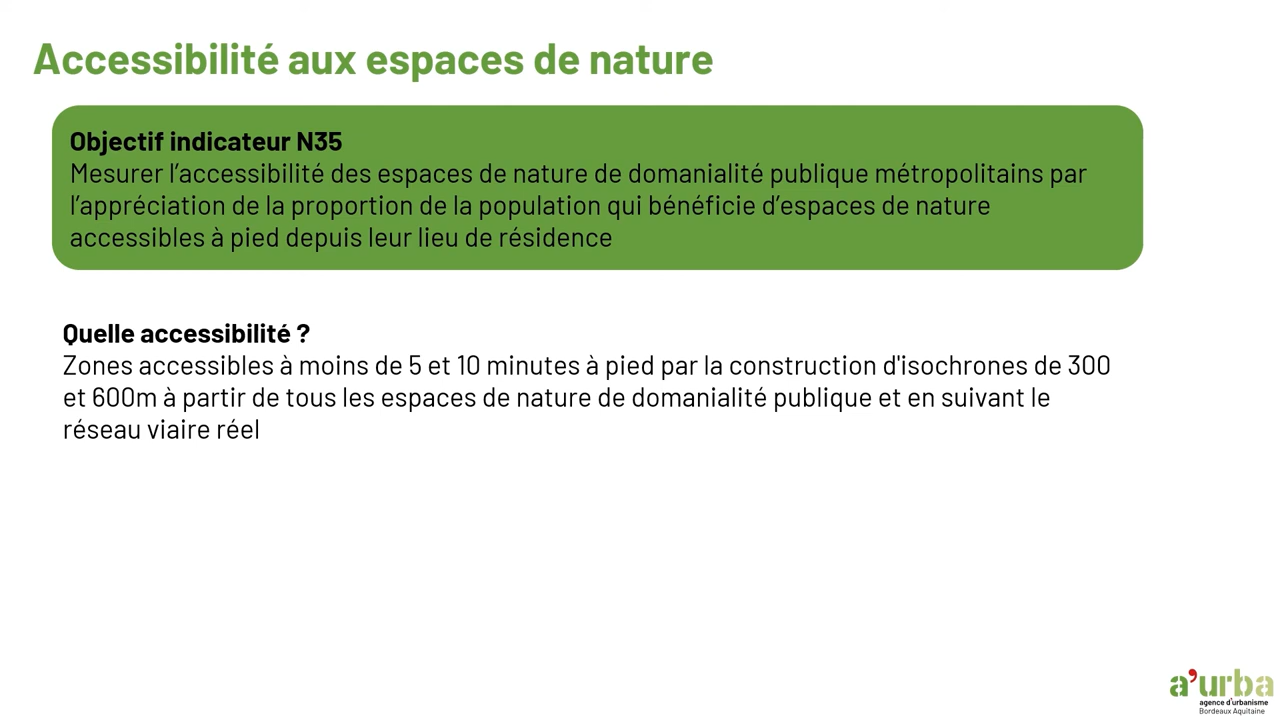 Accessibilité aux espaces de nature
Objectif indicateur N35
Mesurer l’accessibilité des espaces de nature de domanialité publique métropolitains par
l’appréciation de la proportion de la population qui bénéficie d’espaces de nature
accessibles à pied depuis leur lieu de résidence
Quelle accessibilité ?
Zones accessibles à moins de 5 et 10 minutes à pied par la construction d'isochrones de 300
et 600m à partir de tous les espaces de nature de domanialité publique et en suivant le
réseau viaire réel
a’urba
agence d’urbanisme
Bordeaux Aquitaine